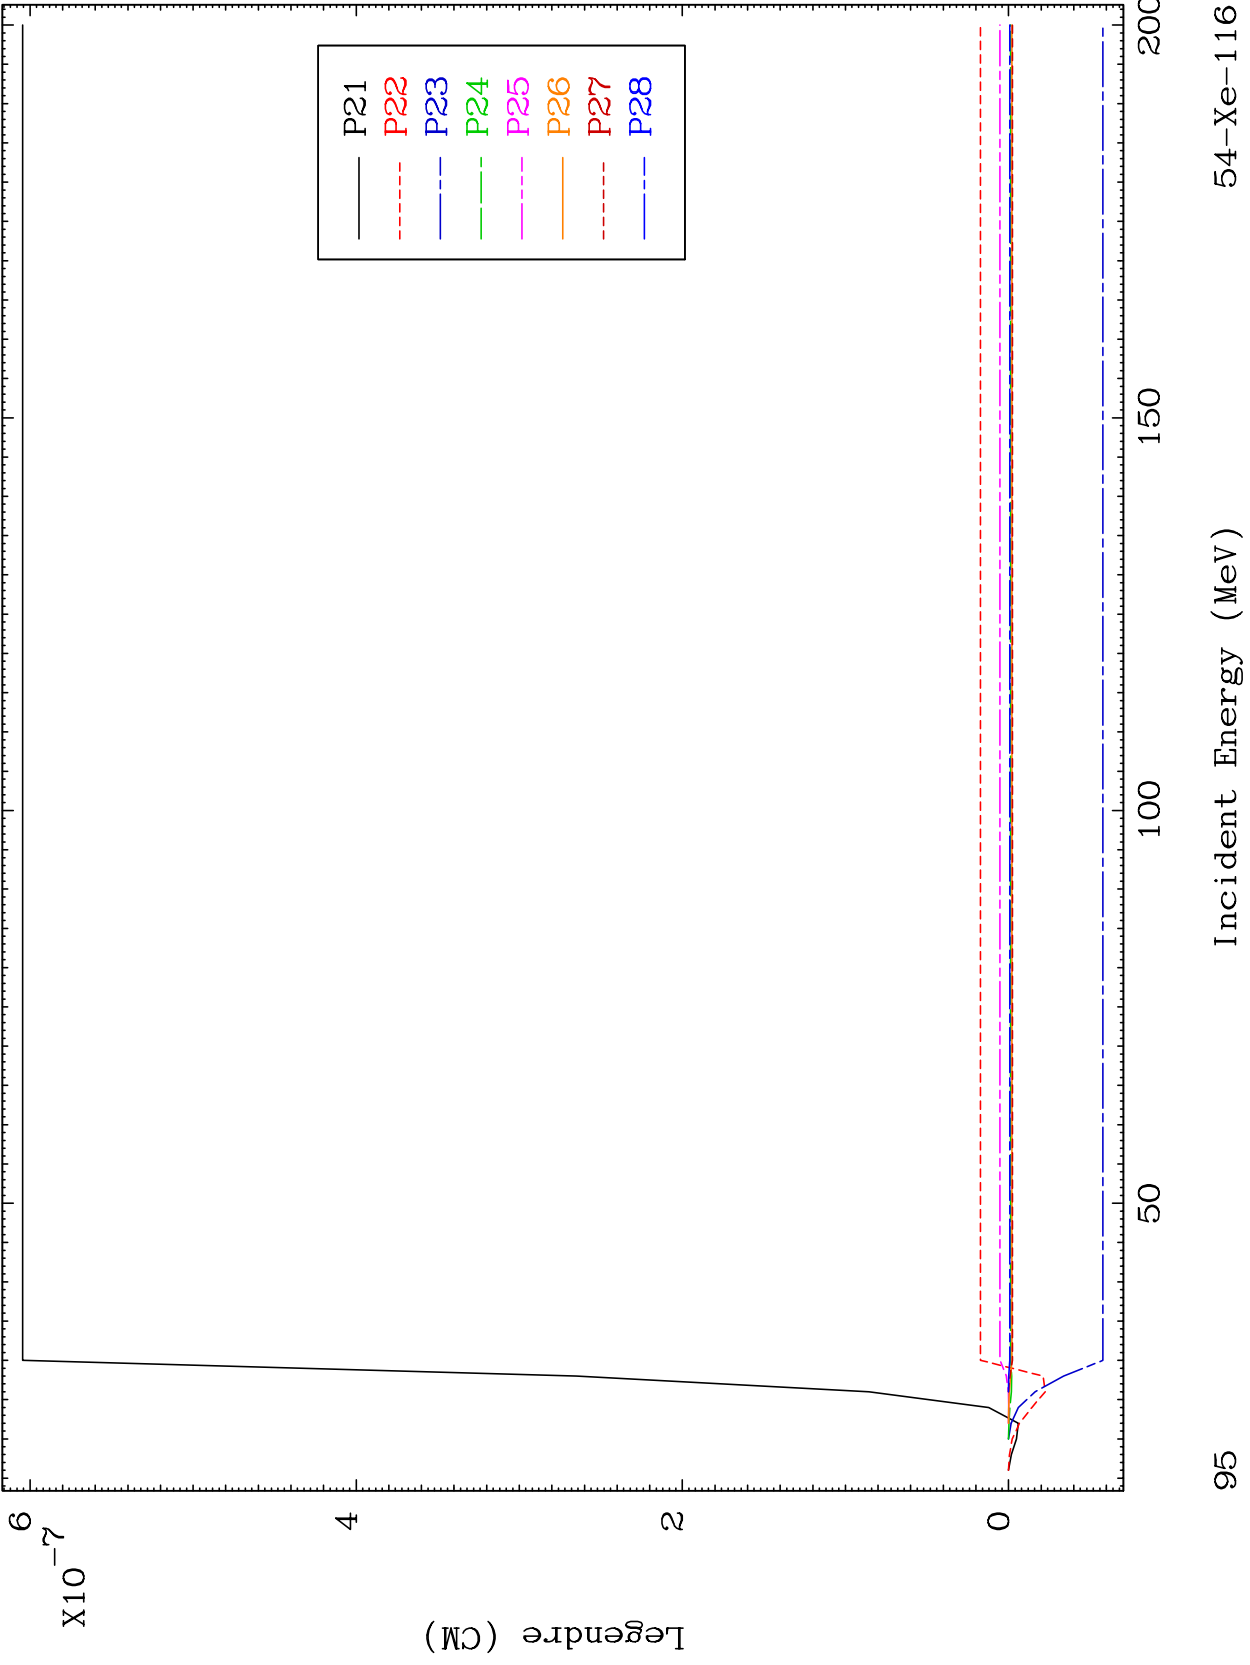 X10
-7
6
4
2
0
Legendre (CM)
P21
P22
P23
P24
P25
P26
P27
P28
50
100
150
200
Incident Energy (MeV)
95
54-Xe-116